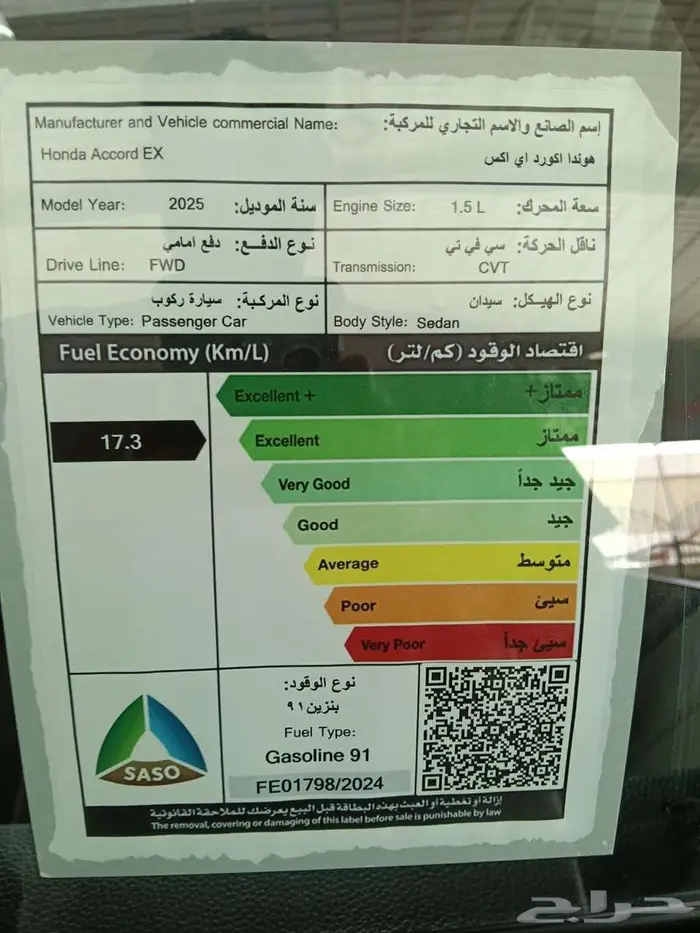 Manufacturer and Vehicle commercial Name: إسم الصانع والاسم التجاري للمركبة:
Honda Accord EX هوندا اكورد اي اكس
Model Year: 2025 سنة الموديل:
Engine Size: 1.5 L سعة المحرك:
نوع الدفع: دفع امامي
Drive Line: FWD
ناقل الحركة: سي في تي
Transmission: CVT
نوع المركبة: سيارة ركوب
Vehicle Type: Passenger Car
نوع الهيكل: سيدان
Body Style: Sedan
Fuel Economy (Km/L) اقتصاد الوقود (كم/لتر)
Excellent + ممتاز +
17.3
Excellent ممتاز
Very Good جيد جداً
Good جيد
Average متوسط
Poor سيئ
Very Poor سيئ جداً
SASO
نوع الوقود:
بنزين ٩١
Fuel Type:
Gasoline 91
FE01798/2024
إزالة أو تغطية أو العبث بهذه البطاقة قبل البيع يعرضك للملاحقة القانونية
The removal, covering or damaging of this label before sale is punishable by law
حراج